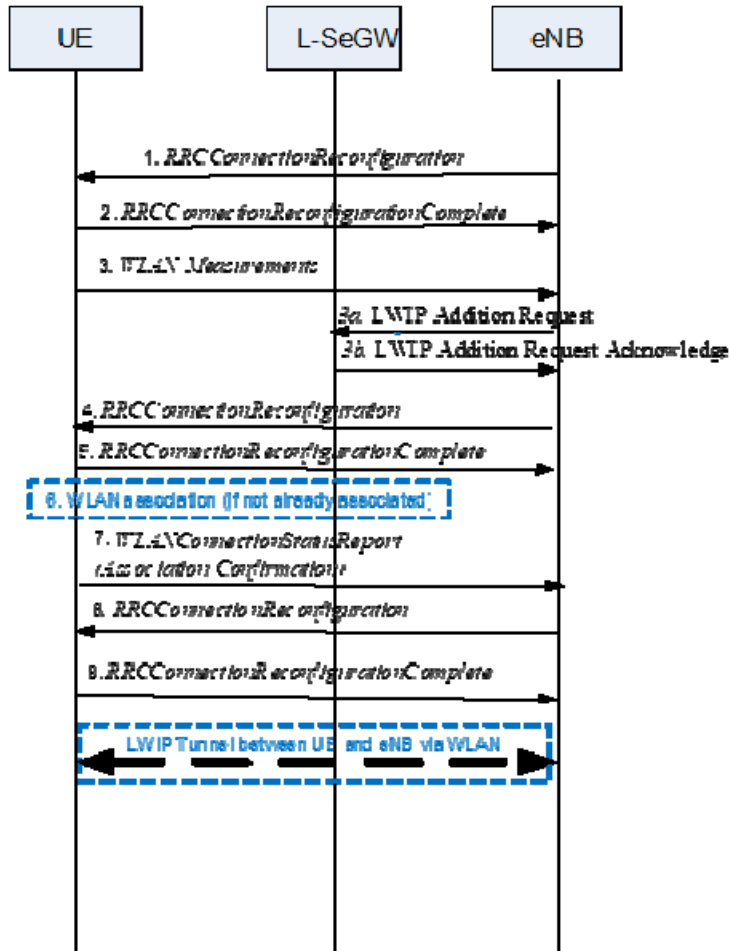 UE
L-SeGW
eNB
1. RRCConnectionReconfiguration
2. RRCConnectionReconfigurationComplete
3. WLAN Measurements
3a. LWIP Addition Request
3b. LWIP Addition Request Acknowledge
4. RRCConnectionReconfiguration
5. RRCConnectionReconfigurationComplete
6. WLAN association (if not already associated)
7. WLANConnectionStatusReport
(Association Confirmation)
8. RRCConnectionReconfiguration
9. RRCConnectionReconfigurationComplete
LWIP Tunnel between UE and eNB via WLAN